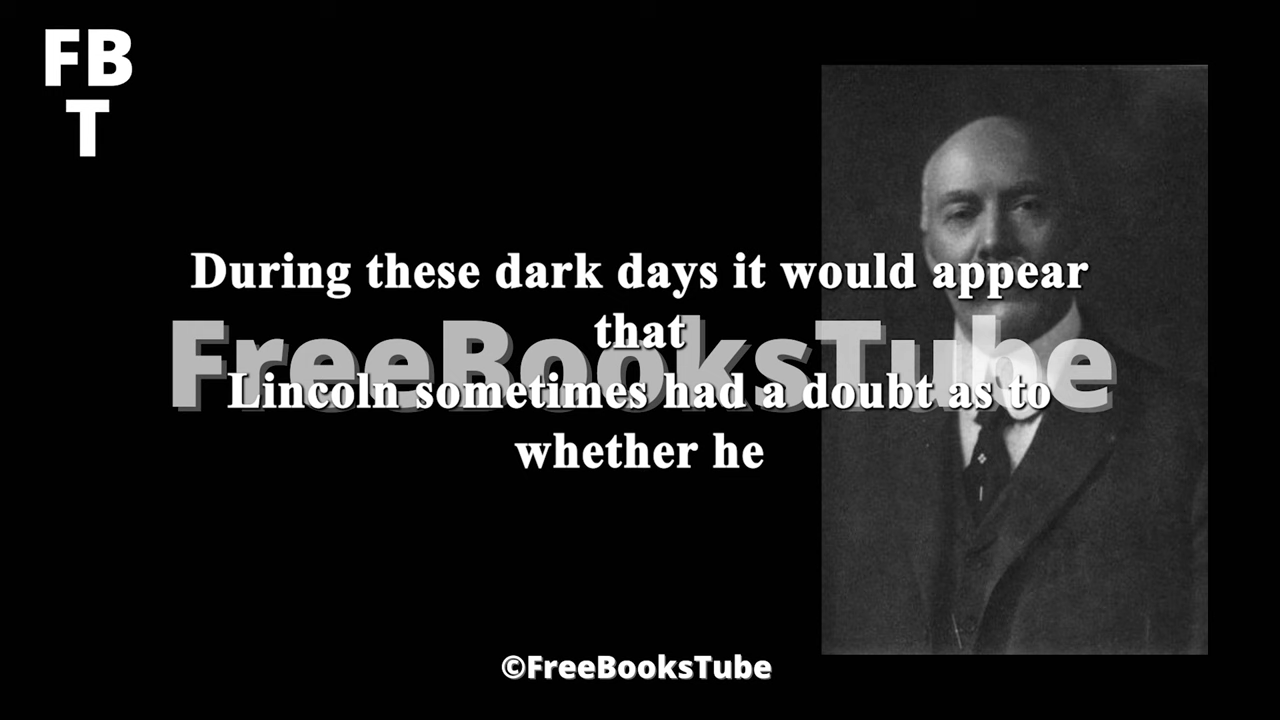 FB
T
During these dark days it would appear
that
FreeBooksTube
Lincoln sometimes had a doubt as to
whether he
©FreeBooksTube